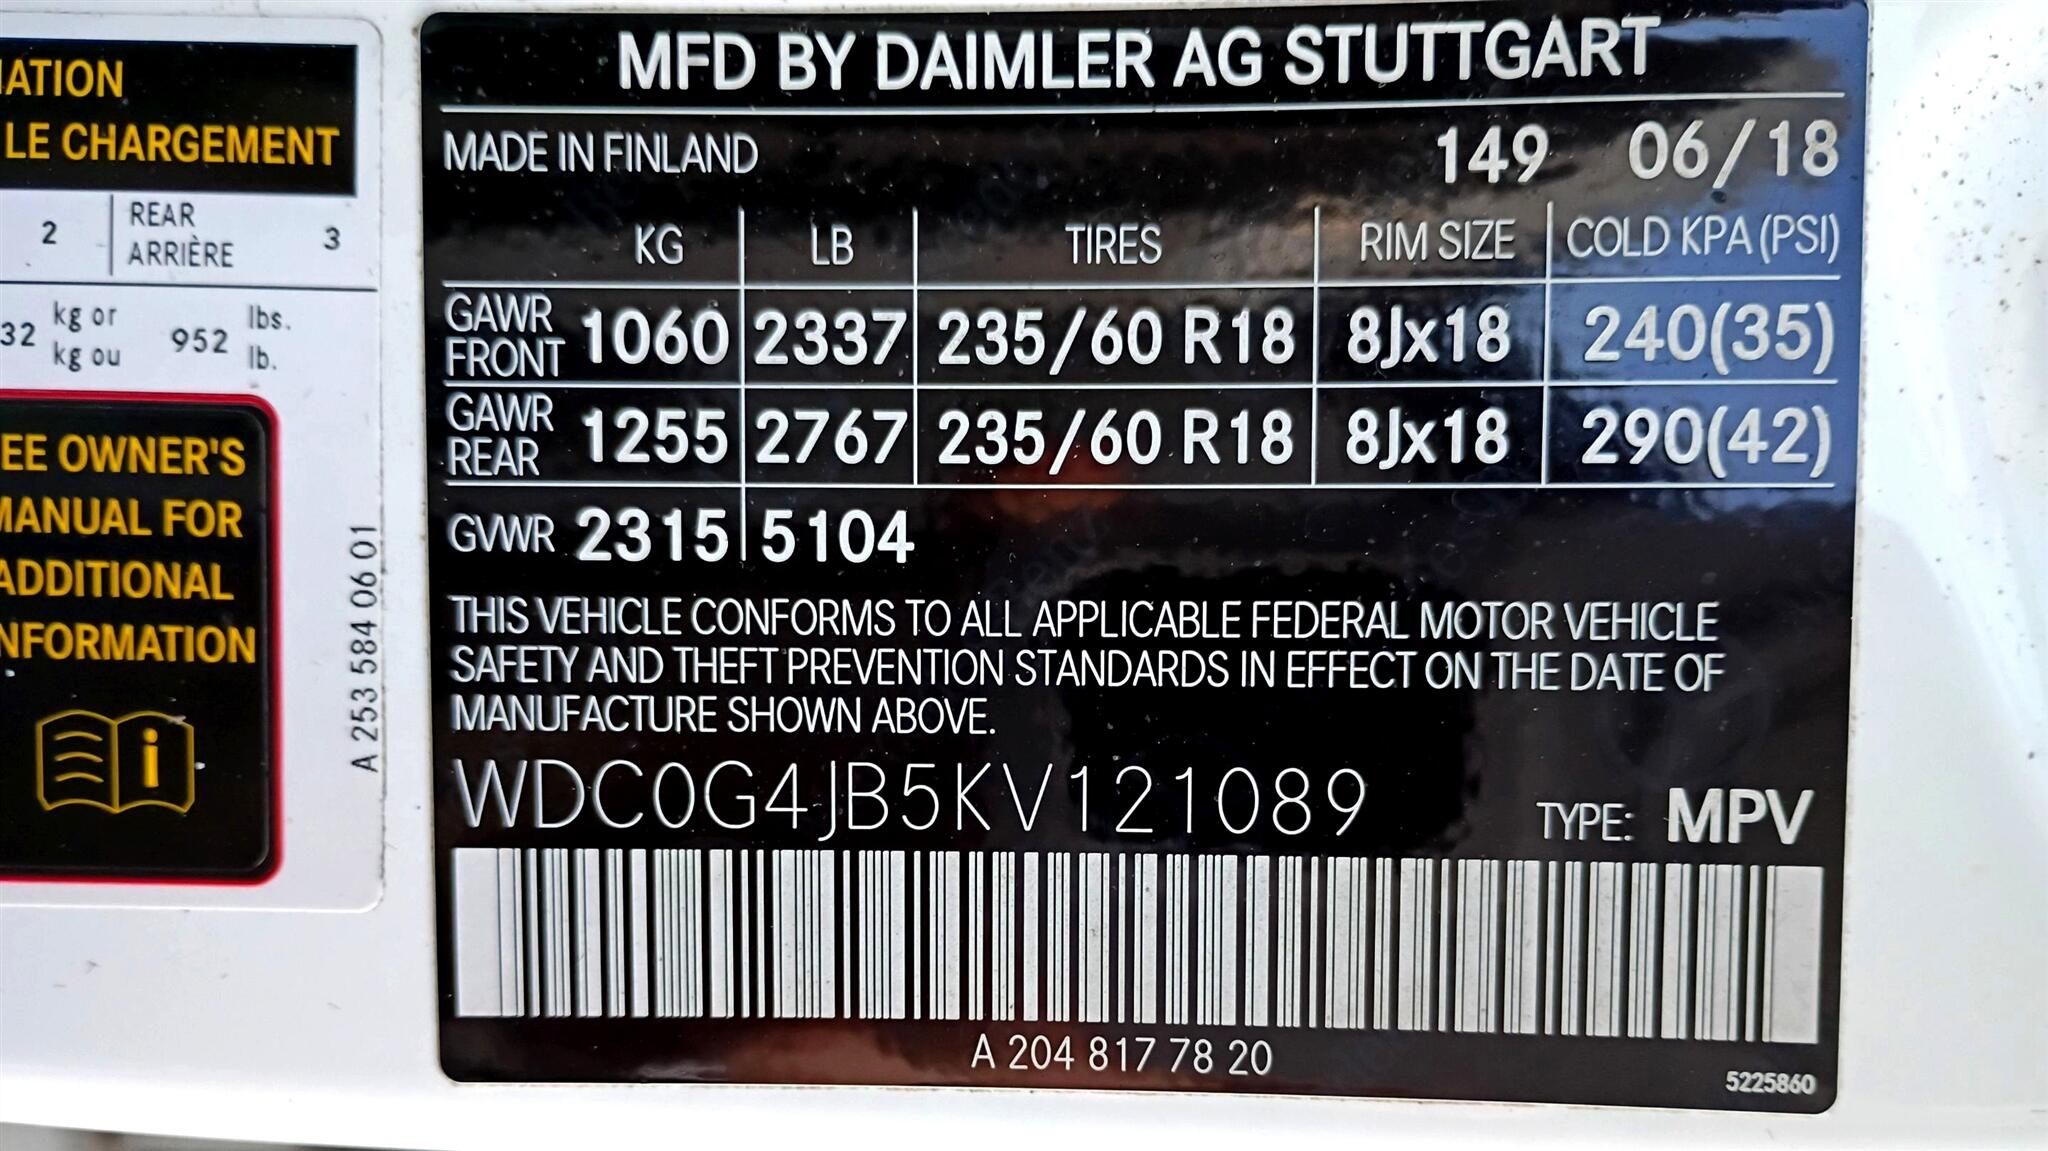 MFD BY DAIMLER AG STUTTGART
MADE IN FINLAND 149 06/18
KG LB TIRES RIM SIZE COLD KPA (PSI)
GAWR FRONT 1060 2337 235/60 R18 8Jx18 240(35)
GAWR REAR 1255 2767 235/60 R18 8Jx18 290(42)
GVWR 2315 5104
THIS VEHICLE CONFORMS TO ALL APPLICABLE FEDERAL MOTOR VEHICLE
SAFETY AND THEFT PREVENTION STANDARDS IN EFFECT ON THE DATE OF
MANUFACTURE SHOWN ABOVE.
WDC0G4JB5KV121089 TYPE: MPV
A 204 817 78 20
5225860
LE CHARGEMENT
2 REAR
ARRIÈRE 3
kg or
kg ou 952 lbs.
lb.
OWNER'S
MANUAL FOR
ADDITIONAL
INFORMATION
i
A 253 584 06 01